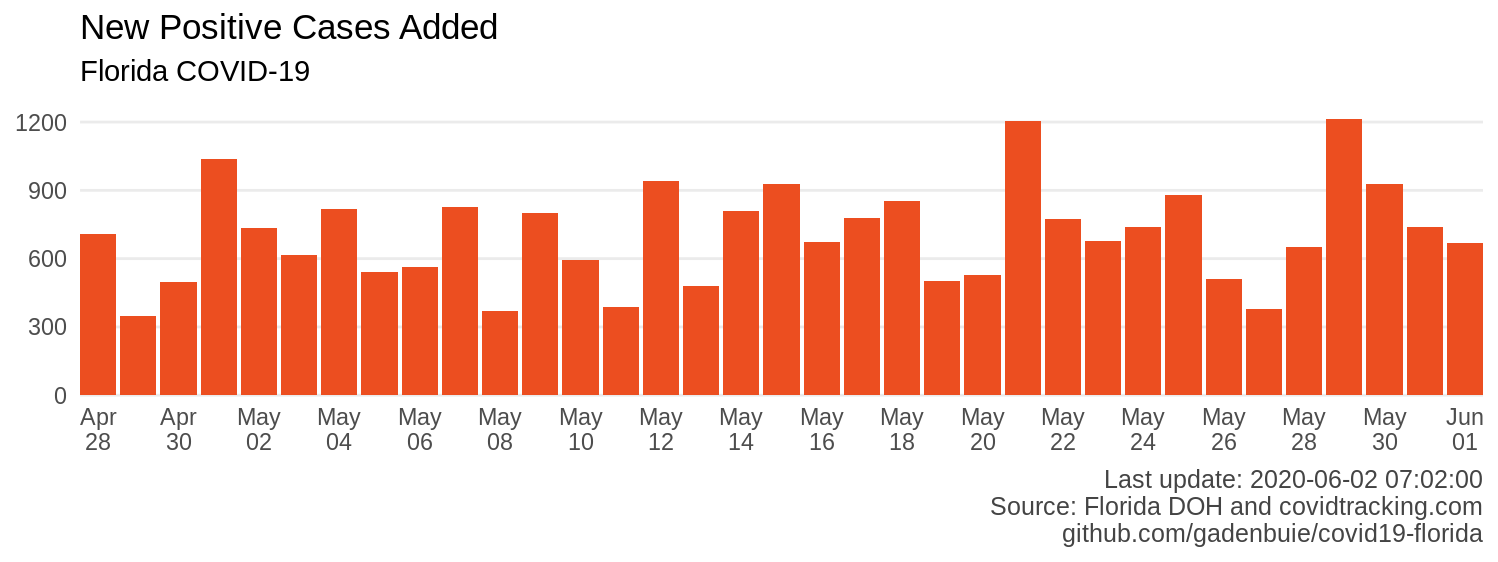 New Positive Cases Added
Florida COVID-19
1200
900
600
300
0
Apr Apr May May May May May May May May May May May May May May May Jun
28 30 02 04 06 08 10 12 14 16 18 20 22 24 26 28 30 01
Last update: 2020-06-02 07:02:00
Source: Florida DOH and covidtracking.com
github.com/gadenbuie/covid19-florida